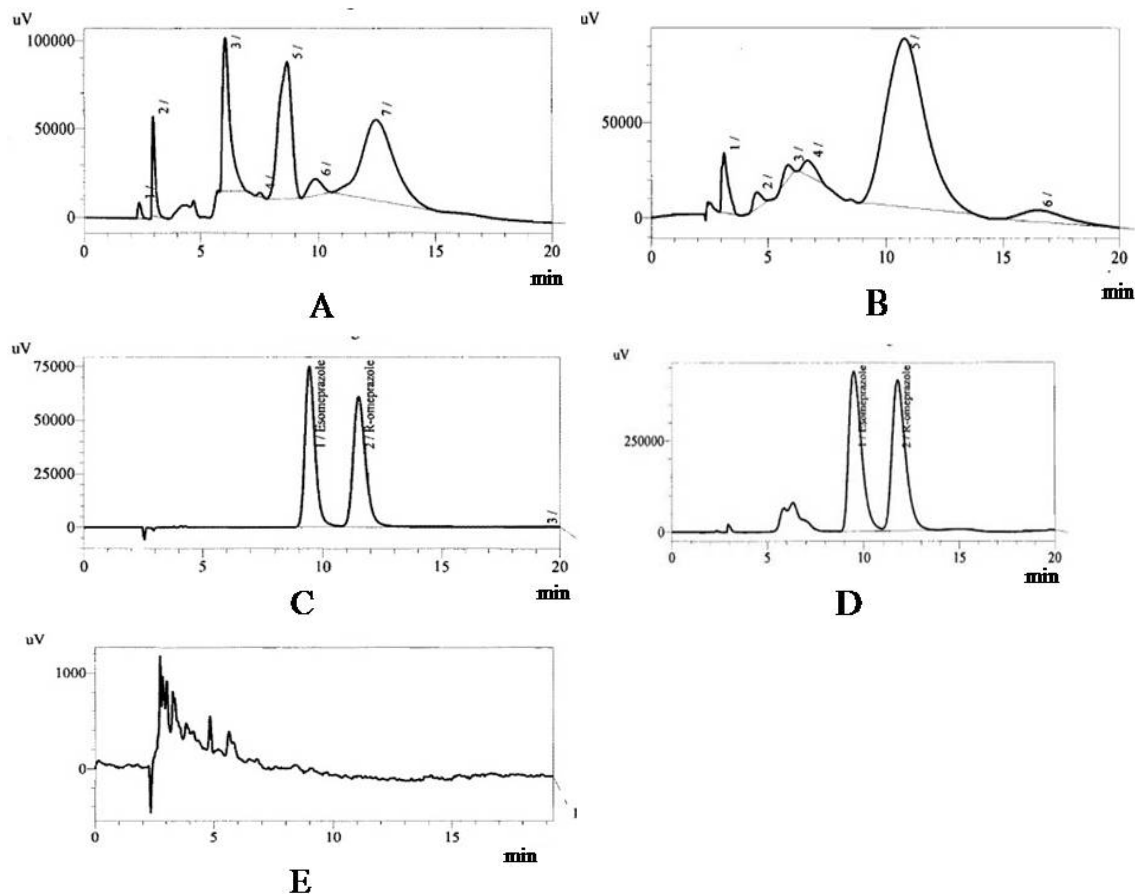 uV
100000
50000
0
1 /
2 /
3 /
4 /
5 /
6 /
7 /
0 5 10 15 20
min
A
uV
50000
0
1 /
2 /
3 /
4 /
5 /
6 /
0 5 10 15 20
min
B
uV
75000
50000
25000
0
1 / Esomeprazole
2 / R-omeprazole
3 /
0 5 10 15 20
min
C
uV
250000
0
1 / Esomeprazole
2 / R-omeprazole
0 5 10 15 20
min
D
uV
1000
0
0 5 10 15
min
E